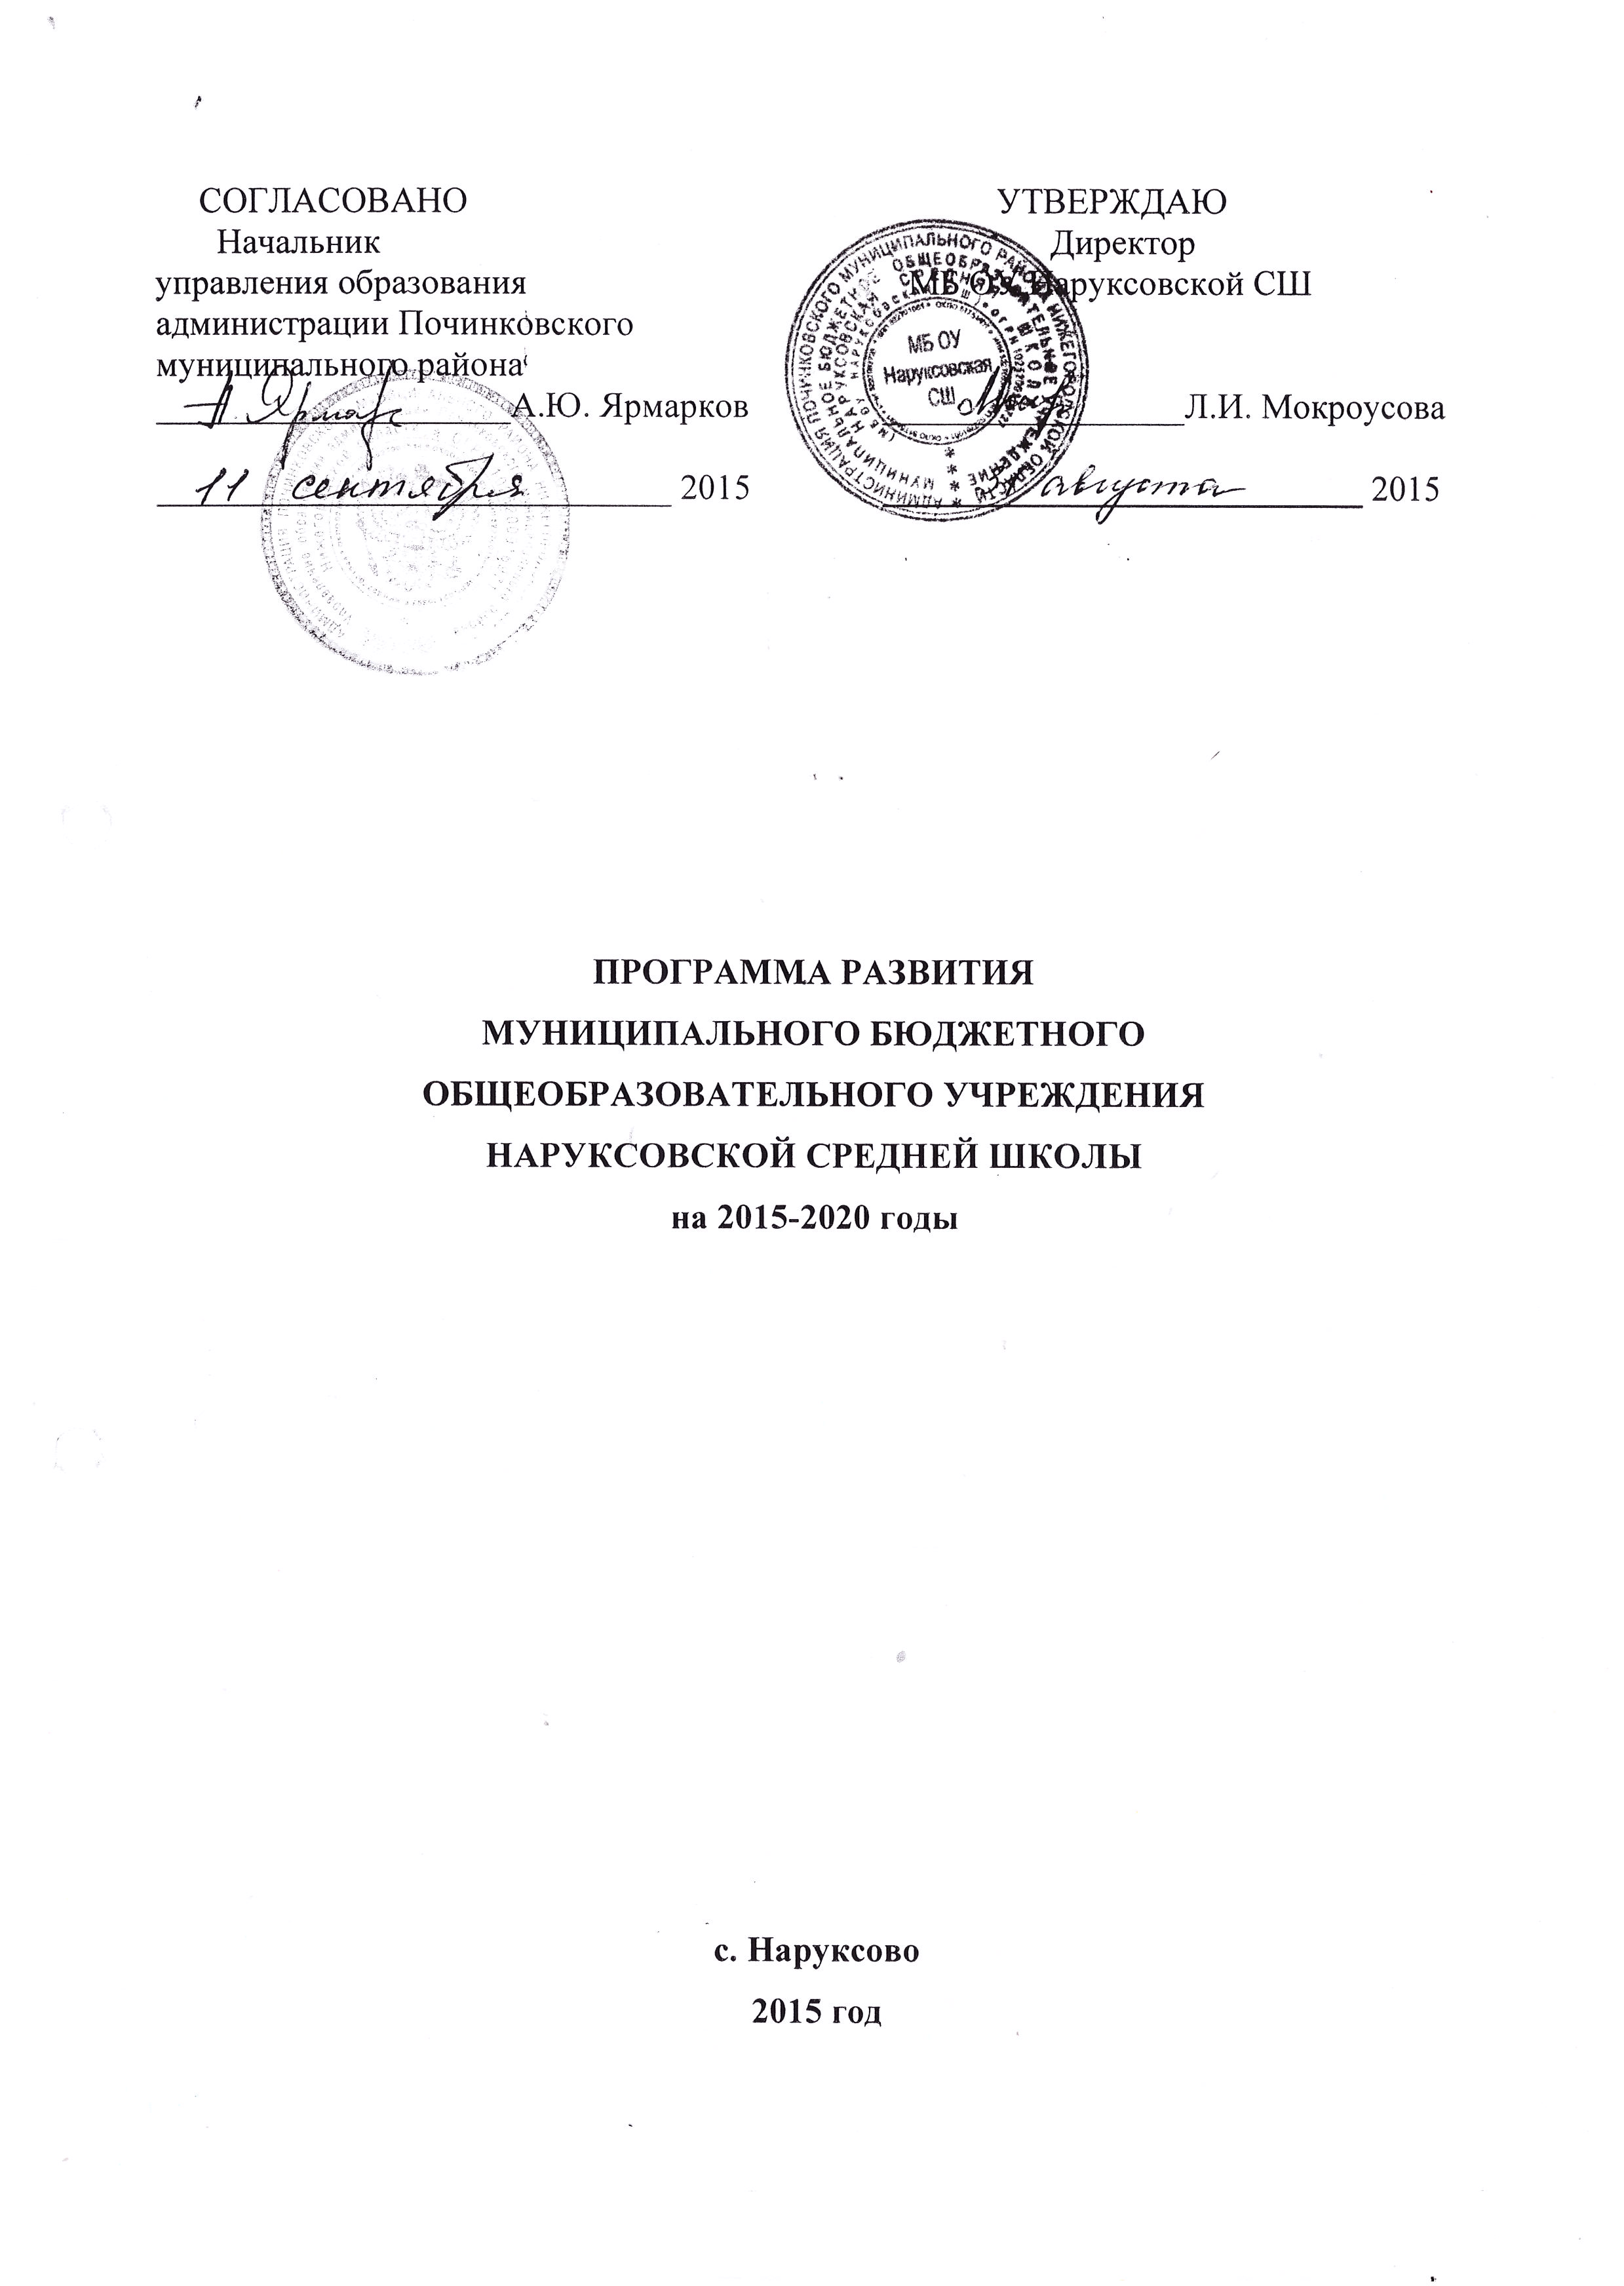 СОГЛАСОВАНО
Начальник
управления образования
администрации Починковского
муниципального района
А.Ю. Ярмарков
11 сентября 2015
УТВЕРЖДАЮ
Директор
МБ ОУ Наруксовской СШ
Л.И. Мокроусова
августа 2015
МБ ОУ
Наруксовская
СШ
ПРОГРАММА РАЗВИТИЯ
МУНИЦИПАЛЬНОГО БЮДЖЕТНОГО
ОБЩЕОБРАЗОВАТЕЛЬНОГО УЧРЕЖДЕНИЯ
НАРУКСОВСКОЙ СРЕДНЕЙ ШКОЛЫ
на 2015-2020 годы
с. Наруксово
2015 год